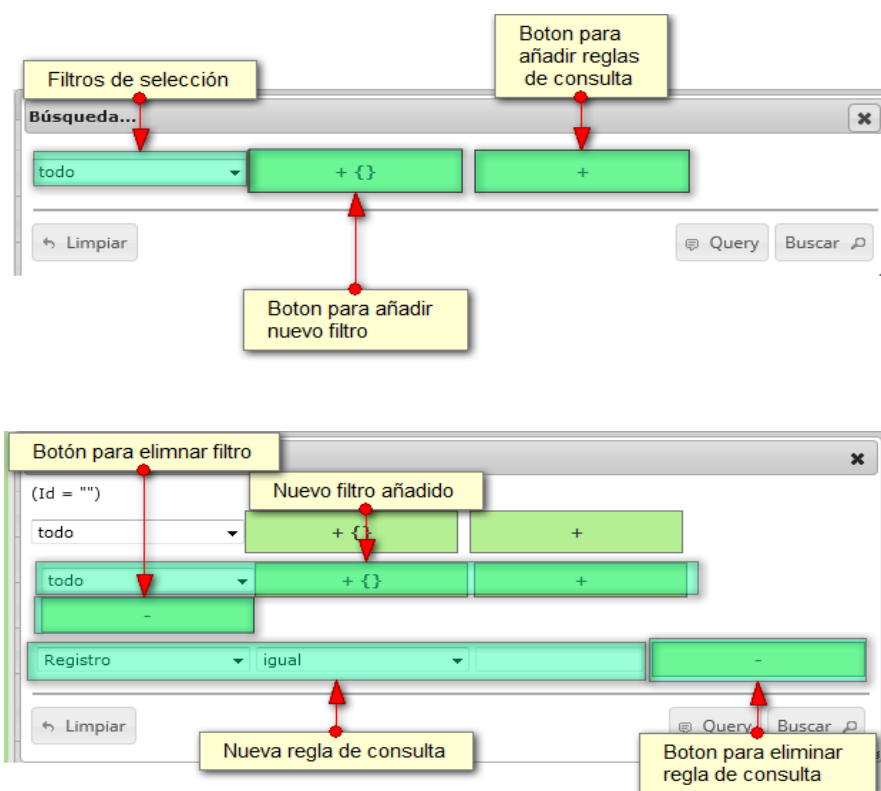 Boton para
añadir reglas
de consulta
Filtros de selección
Búsqueda...
todo
+ {}
+
Limpiar
Query
Buscar
Boton para añadir
nuevo filtro
Botón para elimnar filtro
(Id = "")
Nuevo filtro añadido
todo
+ {}
+
todo
+ {}
+
-
Registro
igual
-
Limpiar
Query
Buscar
Nueva regla de consulta
Boton para eliminar
regla de consulta